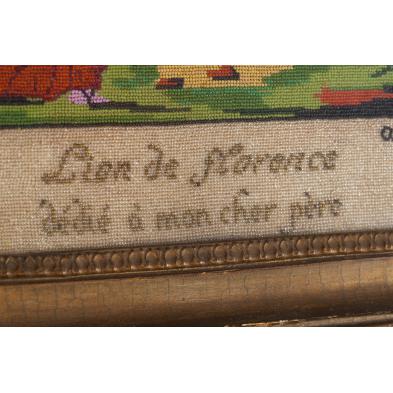 Lion de Florence
dédié à mon cher père